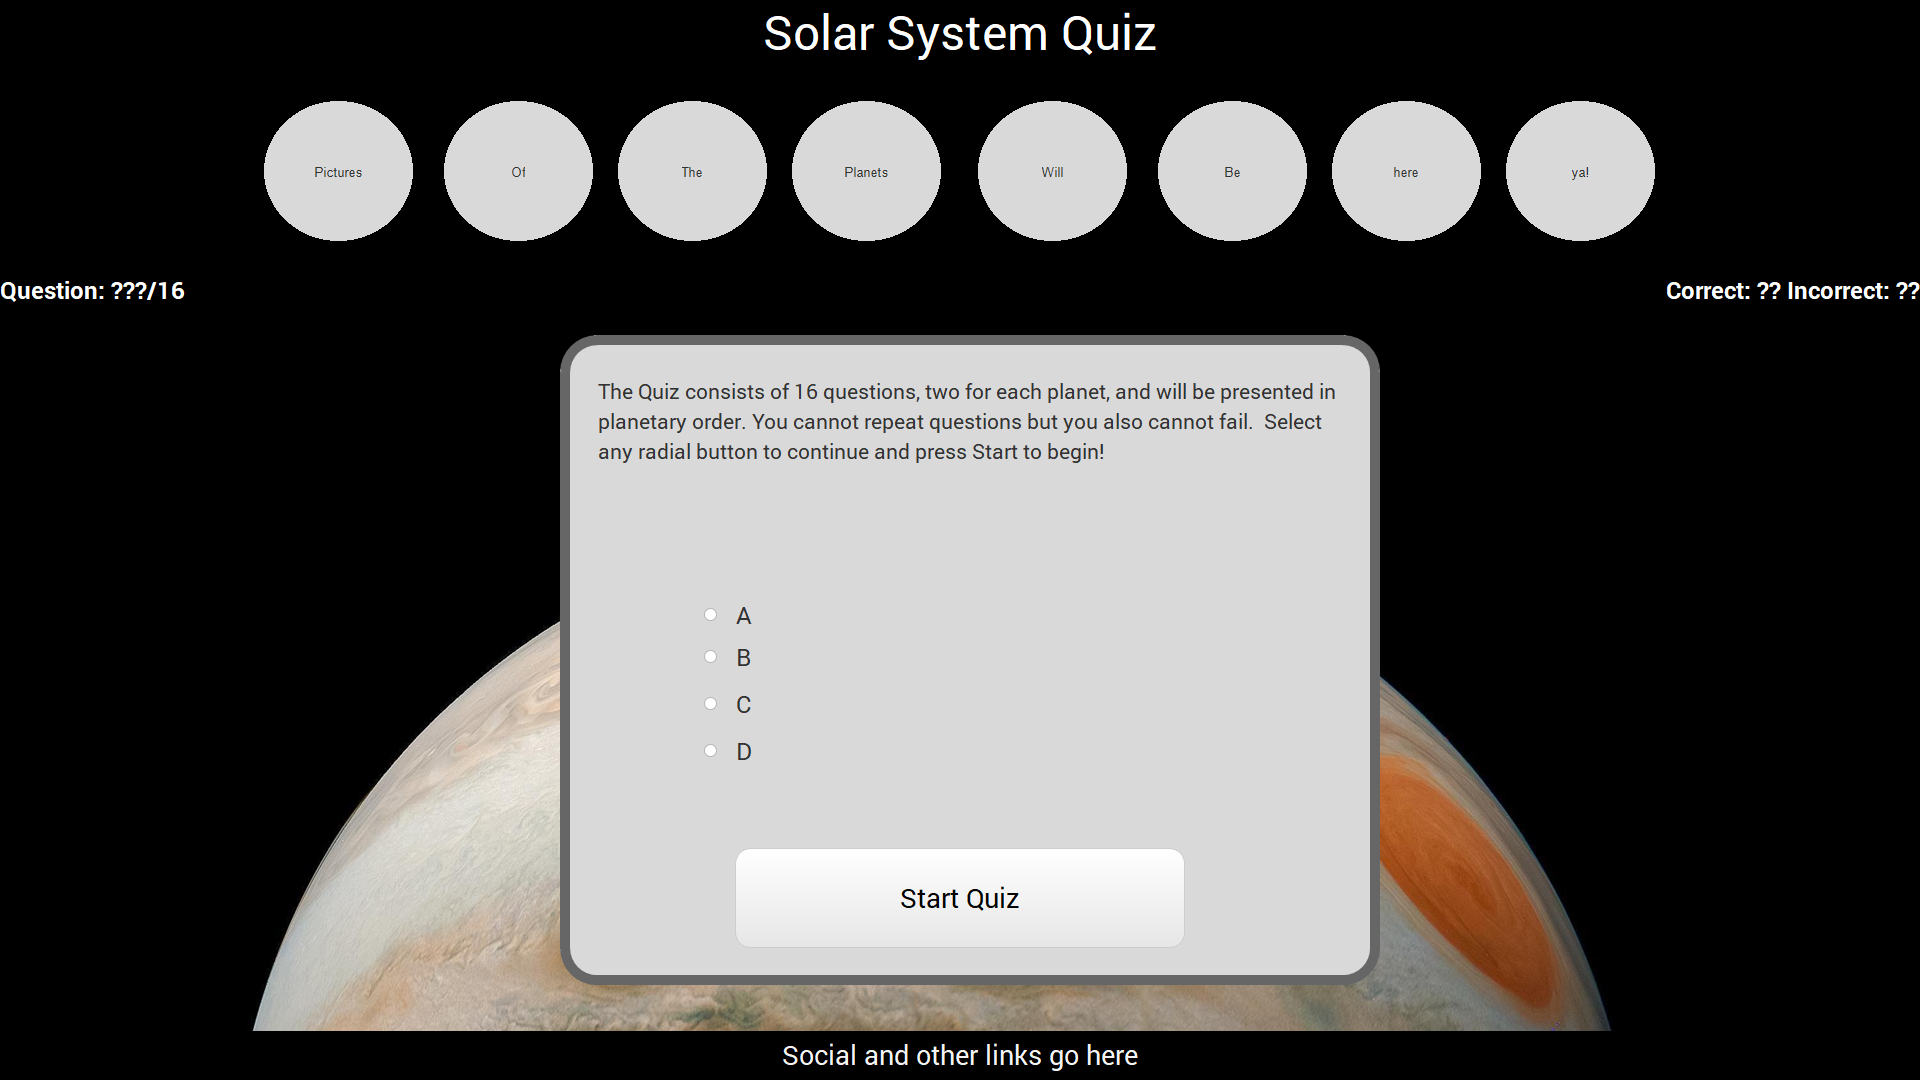 Solar System Quiz
Pictures Of The Planets Will Be here ya!
Question: ???/16 Correct: ?? Incorrect: ??
The Quiz consists of 16 questions, two for each planet, and will be presented in
planetary order. You cannot repeat questions but you also cannot fail.  Select
any radial button to continue and press Start to begin!
A
B
C
D
Start Quiz
Social and other links go here